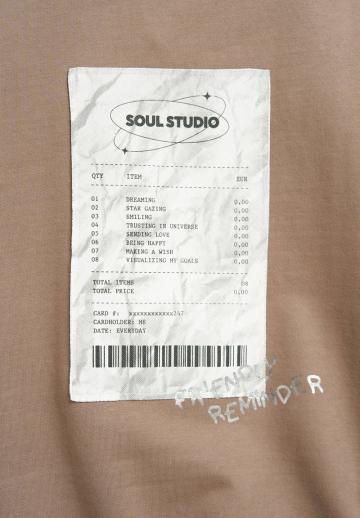 SOUL STUDIO
QTY ITEM EUR
01 DREAMING 0,00
02 STAR GAZING 0,00
03 SMILING 0,00
04 TRUSTING IN UNIVERSE 0,00
05 SENDING LOVE 0,00
06 BEING HAPPY 0,00
07 MAKING A WISH 0,00
08 VISUALIZING MY GOALS 0,00
TOTAL ITEMS 08
TOTAL PRICE 0,00
CARD #: xxxxxxxxxxxx247
CARDHOLDER: ME
DATE: EVERYDAY
FRIENDLY
REMINDER